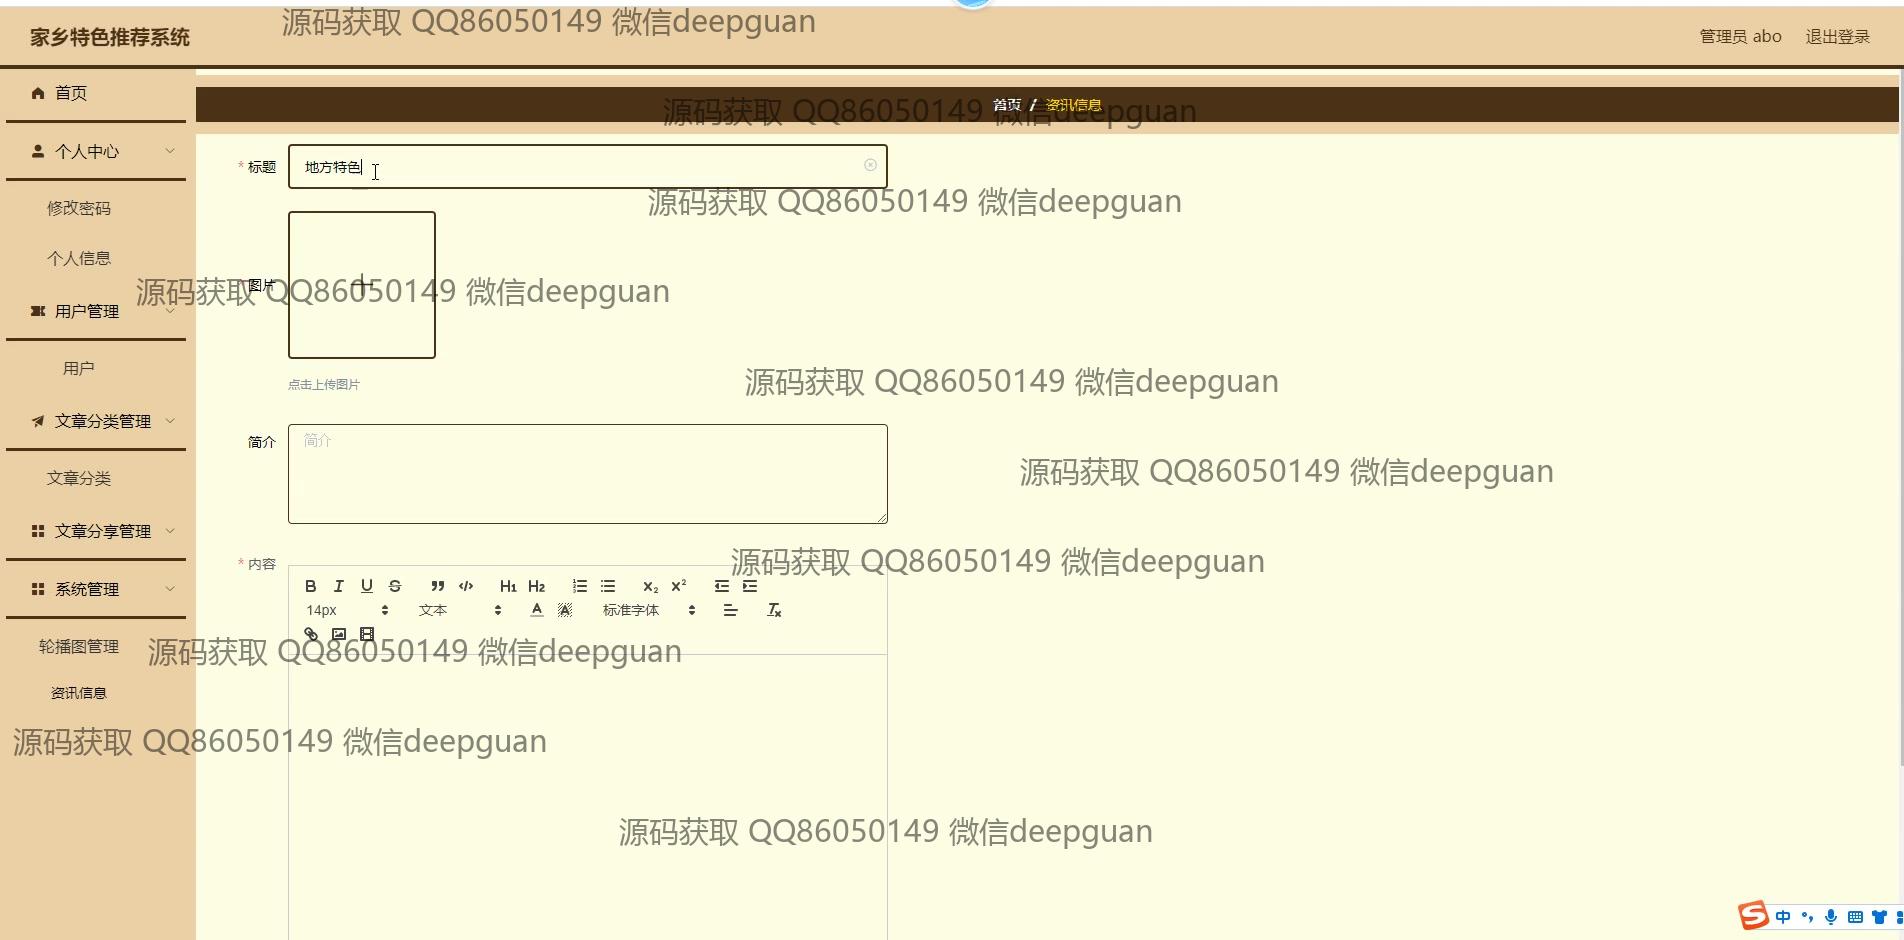 源码获取 QQ86050149 微信deepguan
家乡特色推荐系统
管理员 abo
退出登录
首页
首页 / 资讯信息
源码获取 QQ86050149 微信deepguan
个人中心
* 标题
地方特色
源码获取 QQ86050149 微信deepguan
修改密码
个人信息
图片
源码获取 QQ86050149 微信deepguan
用户管理
用户
点击上传图片
源码获取 QQ86050149 微信deepguan
文章分类管理
简介
简介
文章分类
源码获取 QQ86050149 微信deepguan
文章分享管理
* 内容
源码获取 QQ86050149 微信deepguan
系统管理
B I U S H1 H2 X2 X2
14px 文本 A A 标准字体 Tx
轮播图管理
源码获取 QQ86050149 微信deepguan
资讯信息
源码获取 QQ86050149 微信deepguan
源码获取 QQ86050149 微信deepguan
S 中